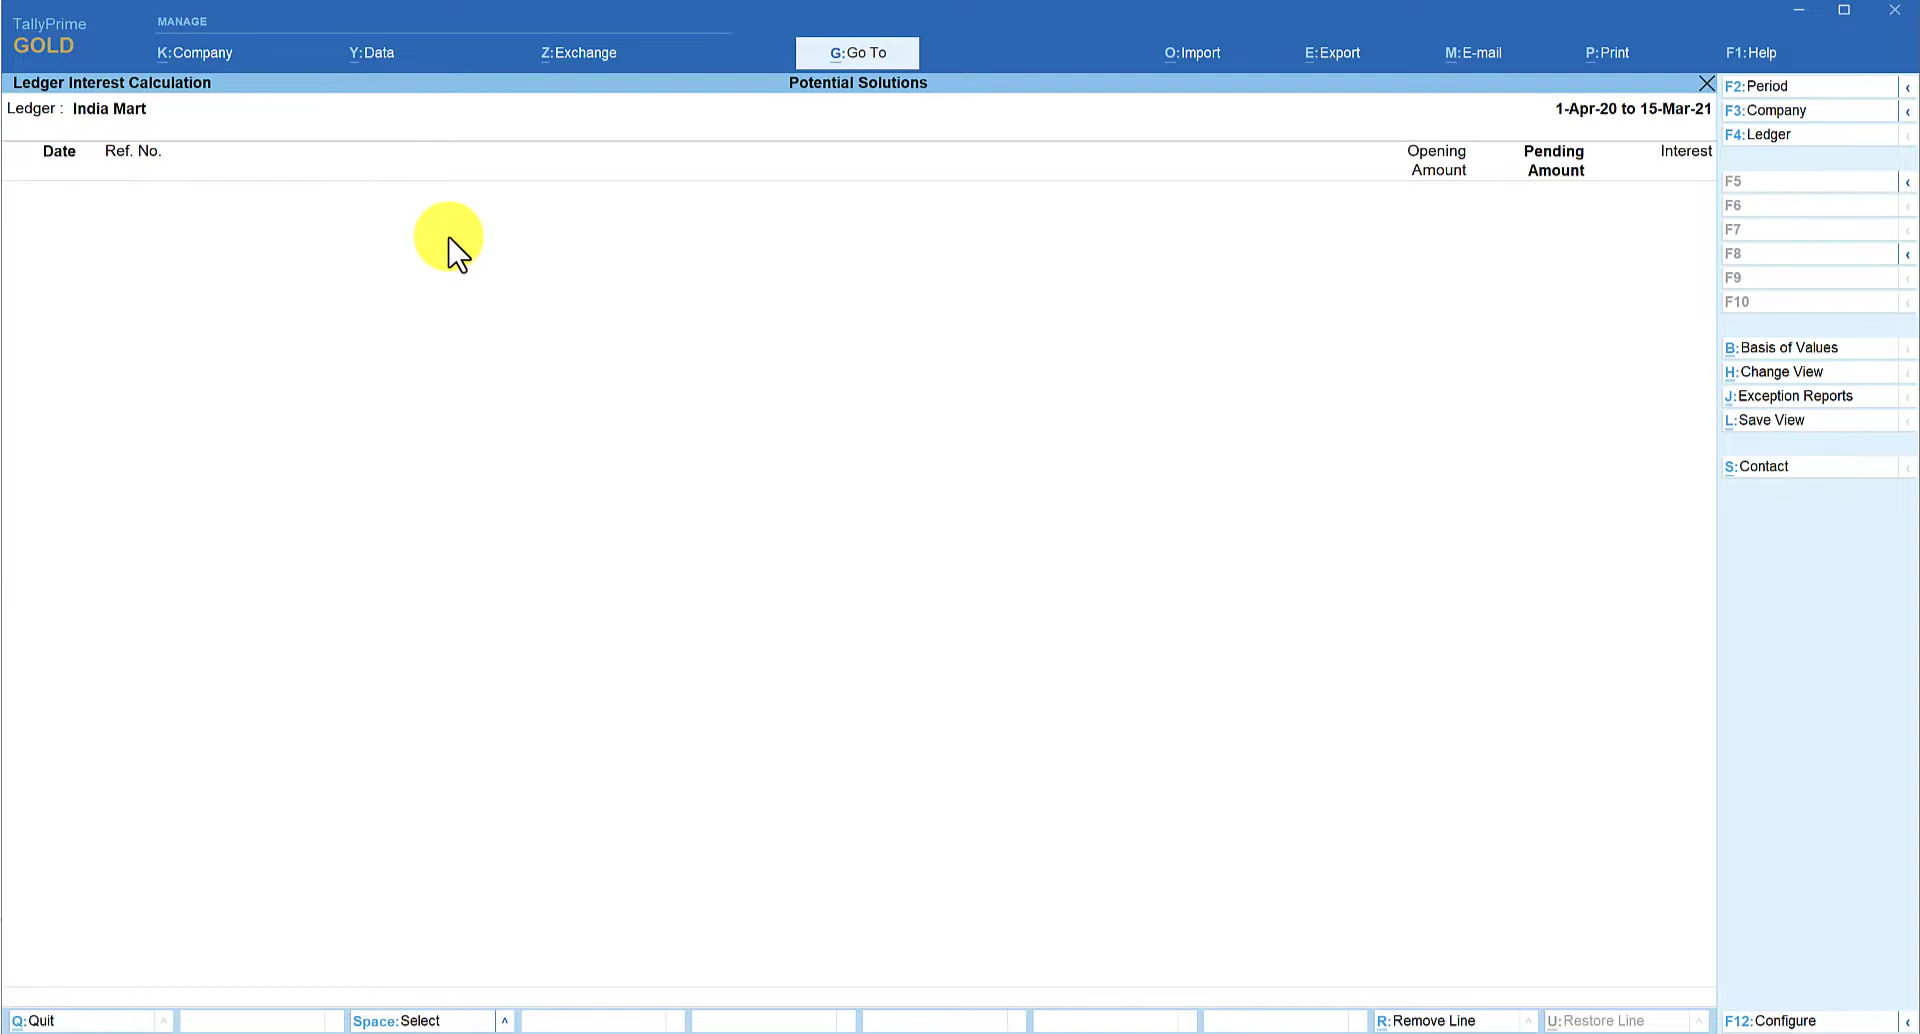 TallyPrime
GOLD
MANAGE
K:Company
Y:Data
Z:Exchange
G:Go To
O:Import
E:Export
M:E-mail
P:Print
F1:Help
Ledger Interest Calculation
Potential Solutions
Ledger : India Mart
1-Apr-20 to 15-Mar-21
Date
Ref. No.
Opening
Amount
Pending
Amount
Interest
F2:Period
F3:Company
F4:Ledger
F5
F6
F7
F8
F9
F10
B:Basis of Values
H:Change View
J:Exception Reports
L:Save View
S:Contact
Q:Quit
Space:Select
R:Remove Line
U:Restore Line
F12:Configure